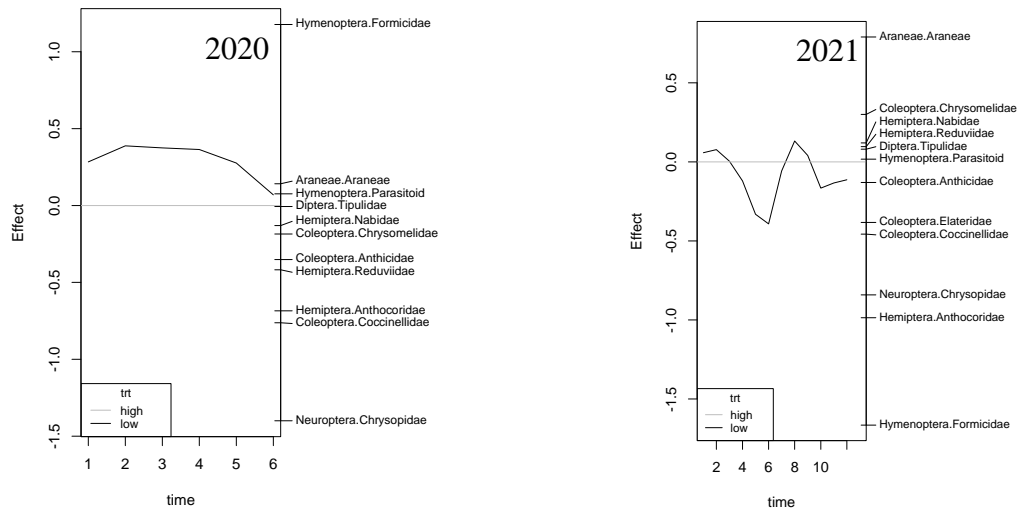 2020
Effect
1.0
0.5
0.0
-0.5
-1.0
-1.5
Hymenoptera.Formicidae
Araneae.Araneae
Hymenoptera.Parasitoid
Diptera.Tipulidae
Hemiptera.Nabidae
Coleoptera.Chrysomelidae
Coleoptera.Anthicidae
Hemiptera.Reduviidae
Hemiptera.Anthocoridae
Coleoptera.Coccinellidae
Neuroptera.Chrysopidae
trt
high
low
1 2 3 4 5 6
time
2021
Effect
0.5
0.0
-0.5
-1.0
-1.5
Araneae.Araneae
Coleoptera.Chrysomelidae
Hemiptera.Nabidae
Hemiptera.Reduviidae
Diptera.Tipulidae
Hymenoptera.Parasitoid
Coleoptera.Anthicidae
Coleoptera.Elateridae
Coleoptera.Coccinellidae
Neuroptera.Chrysopidae
Hemiptera.Anthocoridae
Hymenoptera.Formicidae
trt
high
low
2 4 6 8 10
time